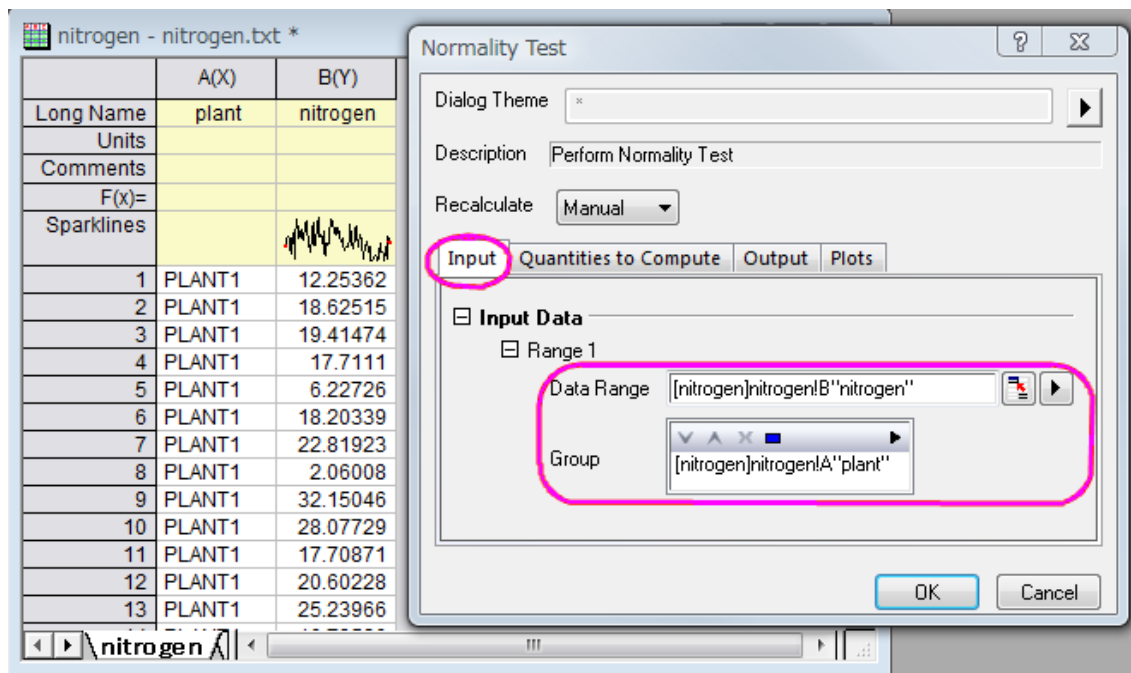 nitrogen - nitrogen.txt *
A(X) B(Y)
Long Name plant nitrogen
Units
Comments
F(x)=
Sparklines
1 PLANT1 12.25362
2 PLANT1 18.62515
3 PLANT1 19.41474
4 PLANT1 17.7111
5 PLANT1 6.22726
6 PLANT1 18.20339
7 PLANT1 22.81923
8 PLANT1 2.06008
9 PLANT1 32.15046
10 PLANT1 28.07729
11 PLANT1 17.70871
12 PLANT1 20.60228
13 PLANT1 25.23966
nitrogen
Normality Test
Dialog Theme *
Description Perform Normality Test
Recalculate Manual
Input Quantities to Compute Output Plots
Input Data
Range 1
Data Range [nitrogen]nitrogen!B"nitrogen"
Group [nitrogen]nitrogen!A"plant"
OK Cancel